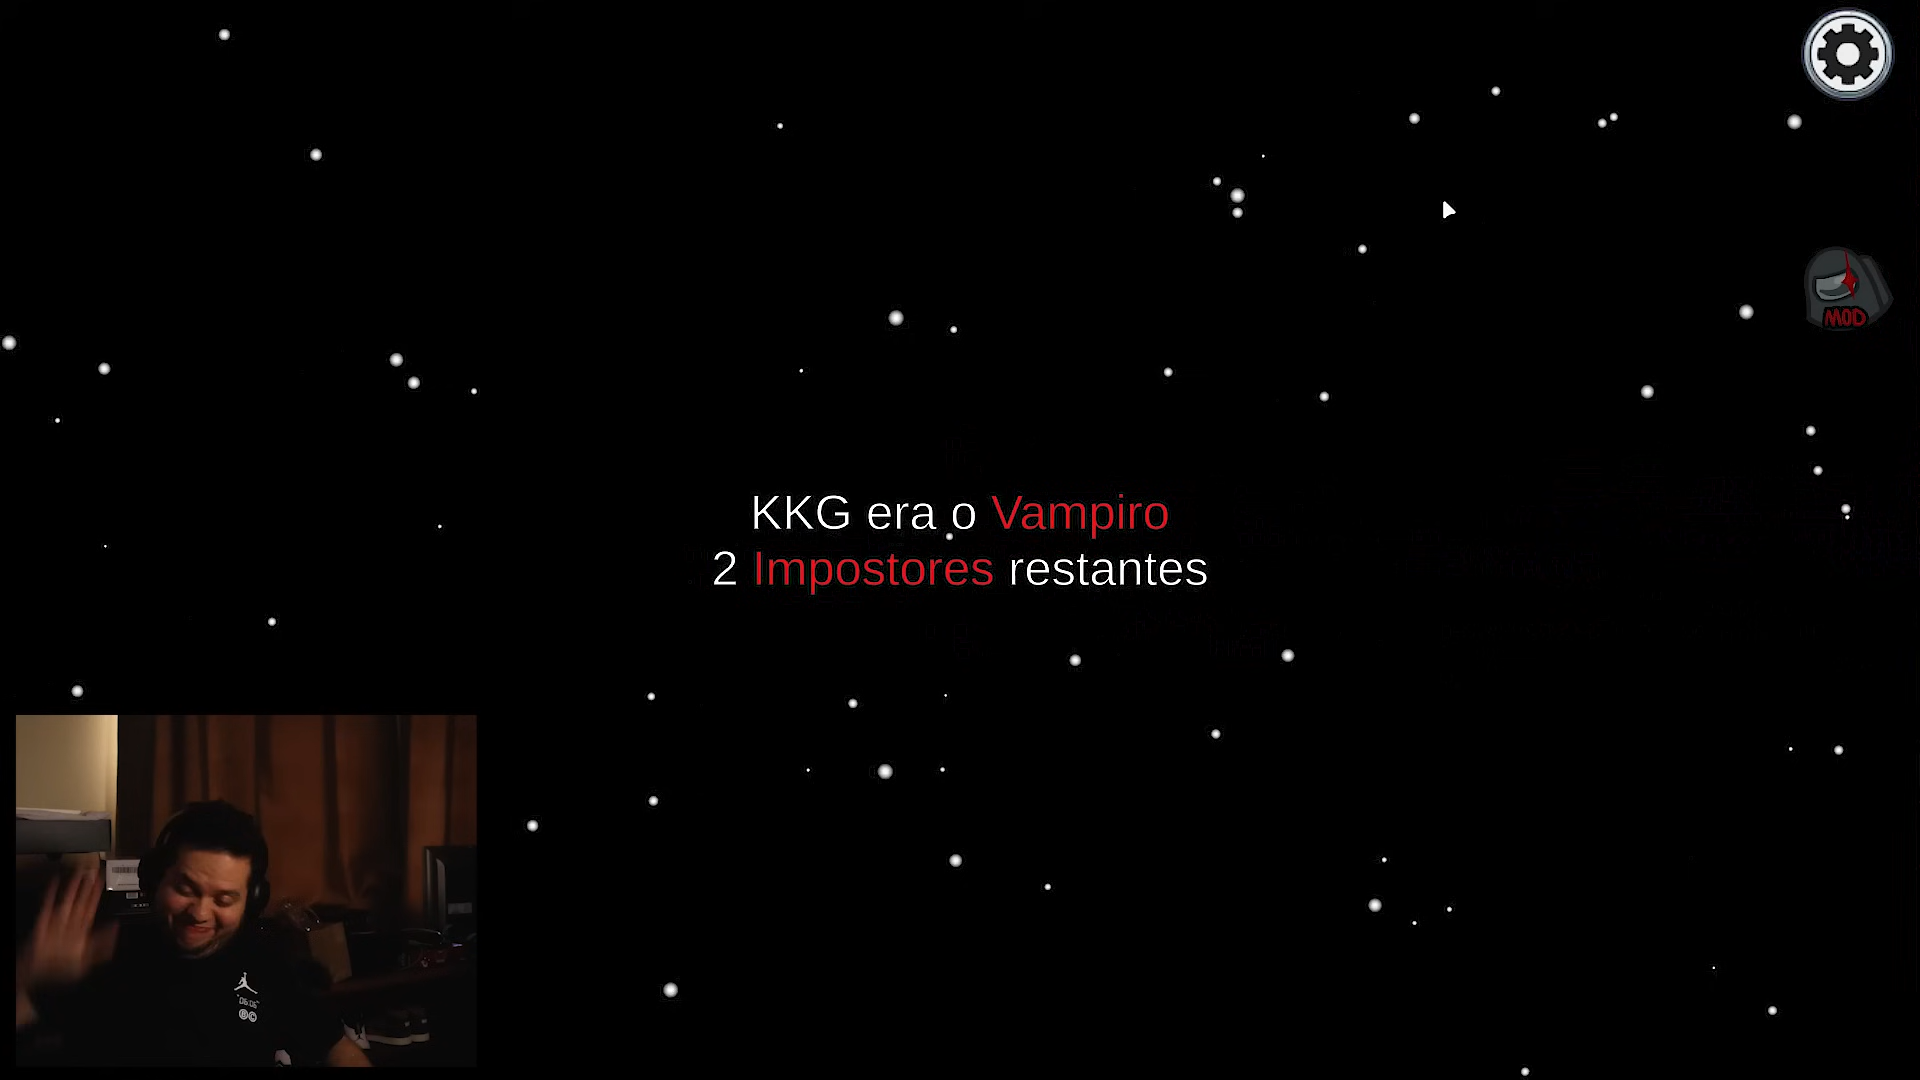 MOD
KKG era o Vampiro
2 Impostores restantes